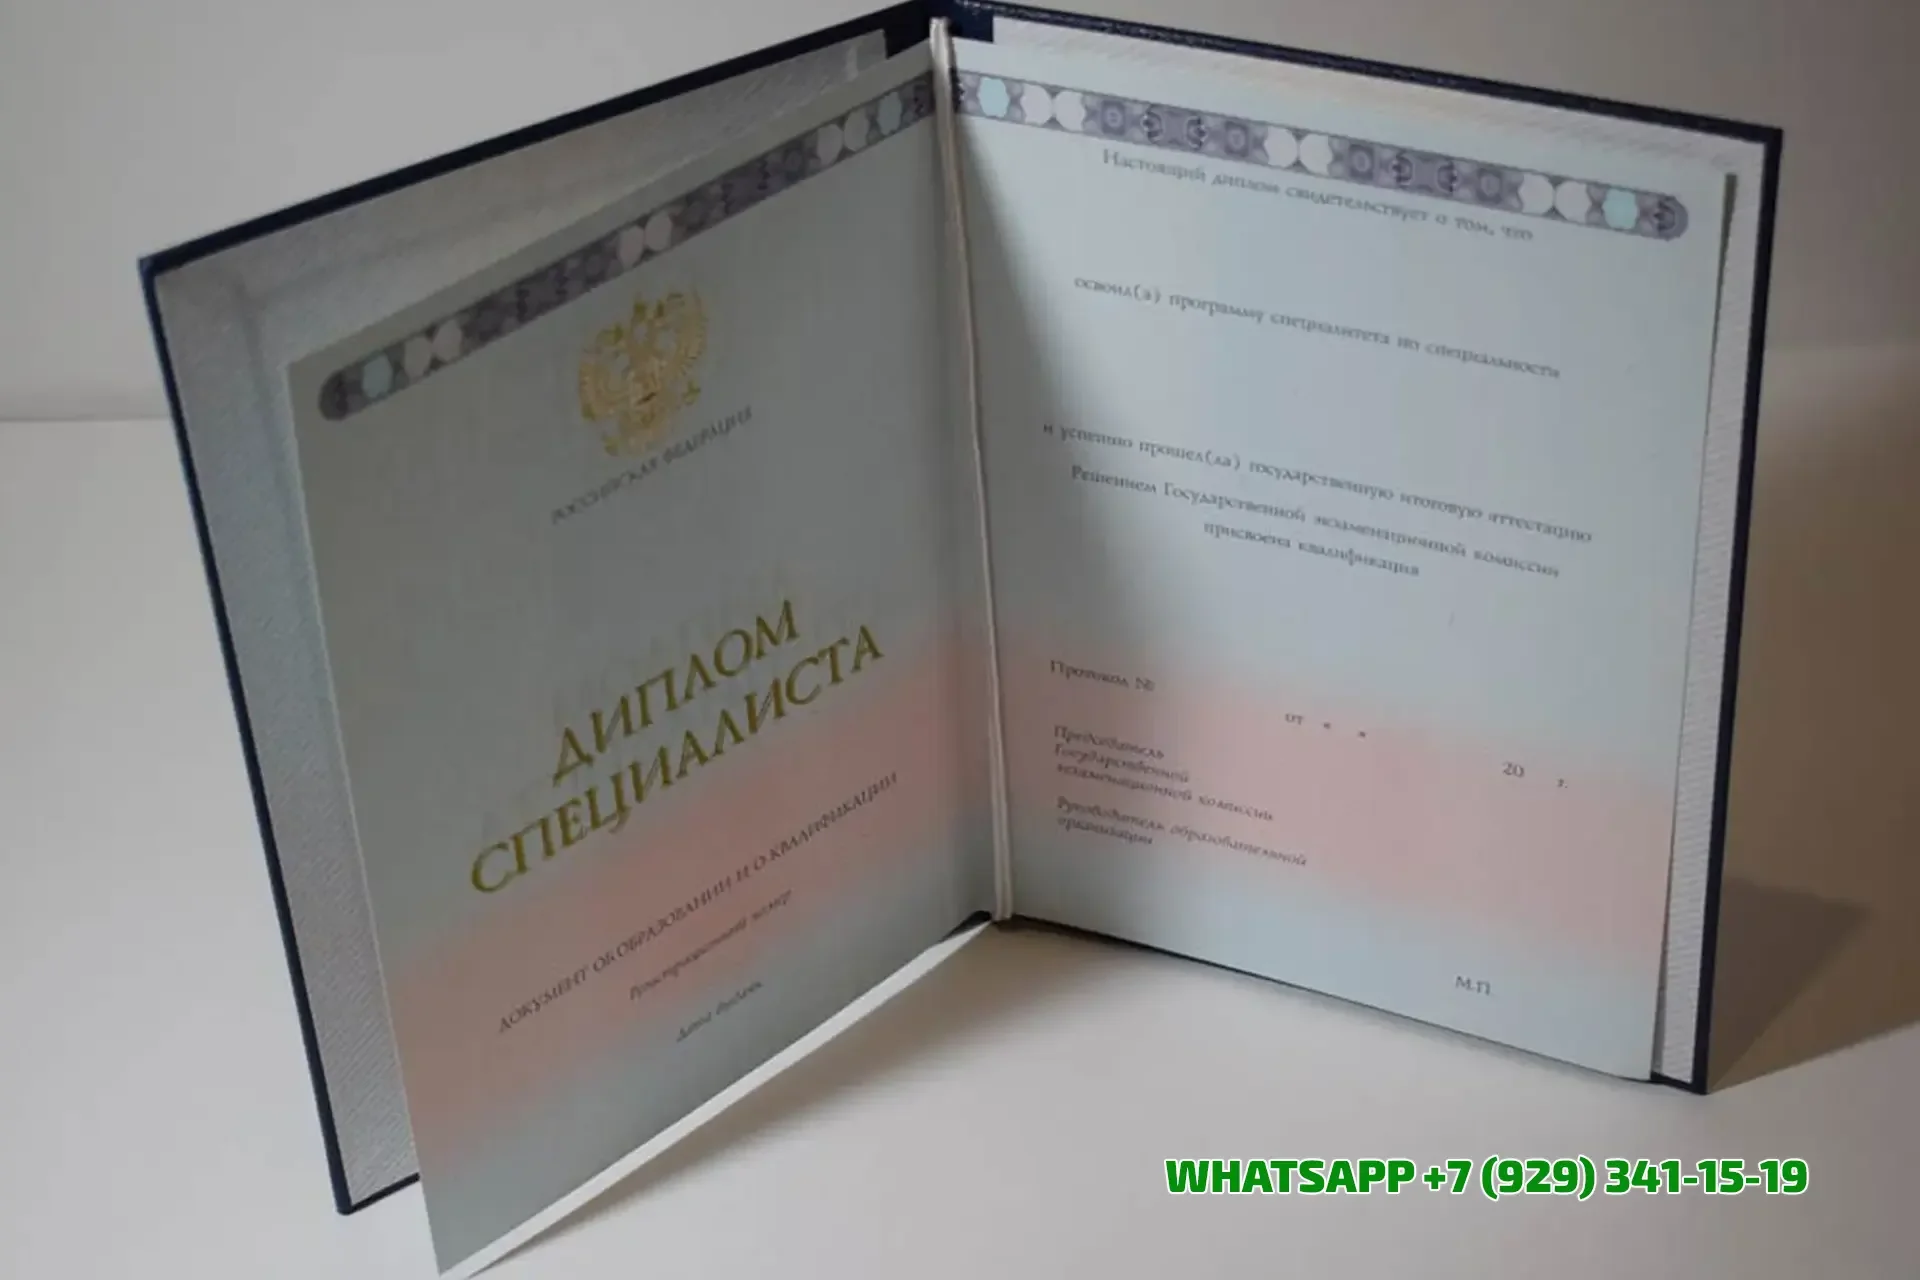 РОССИЙСКАЯ ФЕДЕРАЦИЯ
ДИПЛОМ
СПЕЦИАЛИСТА
ДОКУМЕНТ ОБ ОБРАЗОВАНИИ И О КВАЛИФИКАЦИИ
Регистрационный номер
Дата выдачи
Настоящий диплом свидетельствует о том, что
освоил(а) программу специалитета по специальности
и успешно прошел(ла) государственную итоговую аттестацию
Решением Государственной экзаменационной комиссии
присвоена квалификация
Протокол №
от « » 20 г.
Председатель
Государственной
экзаменационной комиссии
Руководитель образовательной
организации
М.П.
WHATSAPP +7 (929) 341-15-19